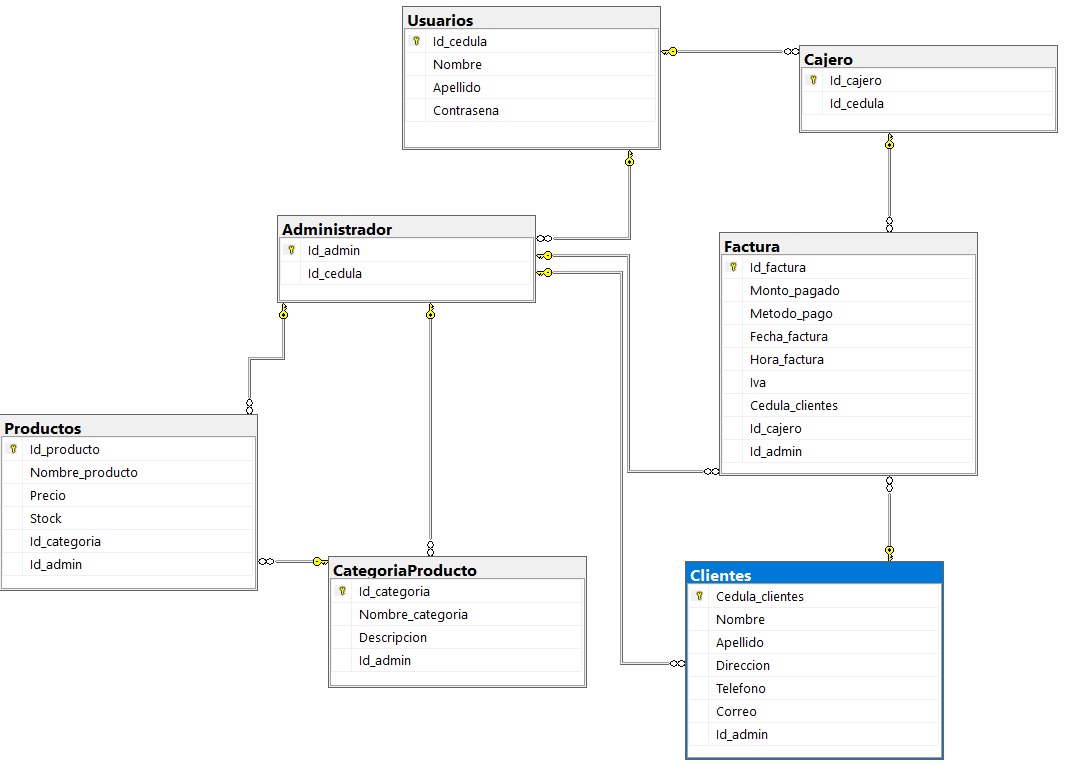 Usuarios
Id_cedula
Nombre
Apellido
Contrasena
Cajero
Id_cajero
Id_cedula
Administrador
Id_admin
Id_cedula
Factura
Id_factura
Monto_pagado
Metodo_pago
Fecha_factura
Hora_factura
Iva
Cedula_clientes
Id_cajero
Id_admin
Productos
Id_producto
Nombre_producto
Precio
Stock
Id_categoria
Id_admin
CategoriaProducto
Id_categoria
Nombre_categoria
Descripcion
Id_admin
Clientes
Cedula_clientes
Nombre
Apellido
Direccion
Telefono
Correo
Id_admin